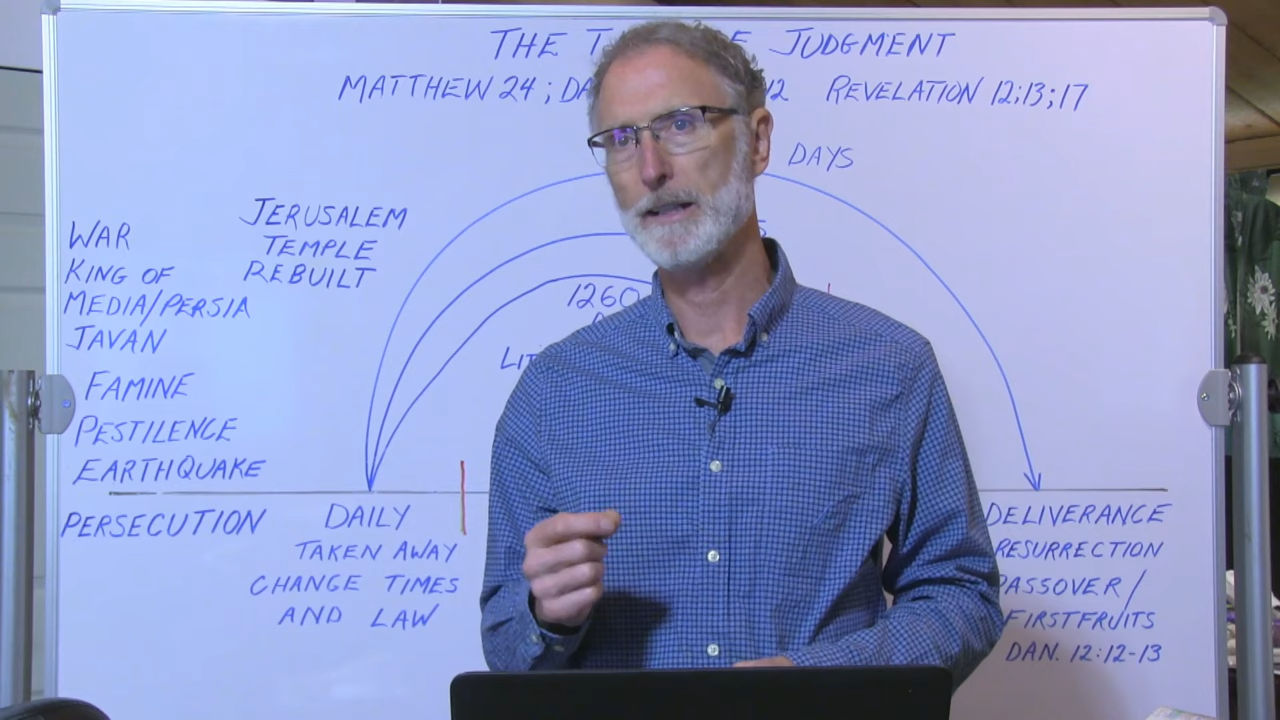 THE JUDGMENT
MATTHEW 24; 12 REVELATION 12;13;17
DAYS
JERUSALEM
TEMPLE
REBUILT
WAR
KING OF
MEDIA/PERSIA
JAVAN
1260
FAMINE
PESTILENCE
EARTHQUAKE
PERSECUTION
DAILY
TAKEN AWAY
CHANGE TIMES
AND LAW
DELIVERANCE
RESURRECTION
PASSOVER/
FIRSTFRUITS
DAN. 12:12-13